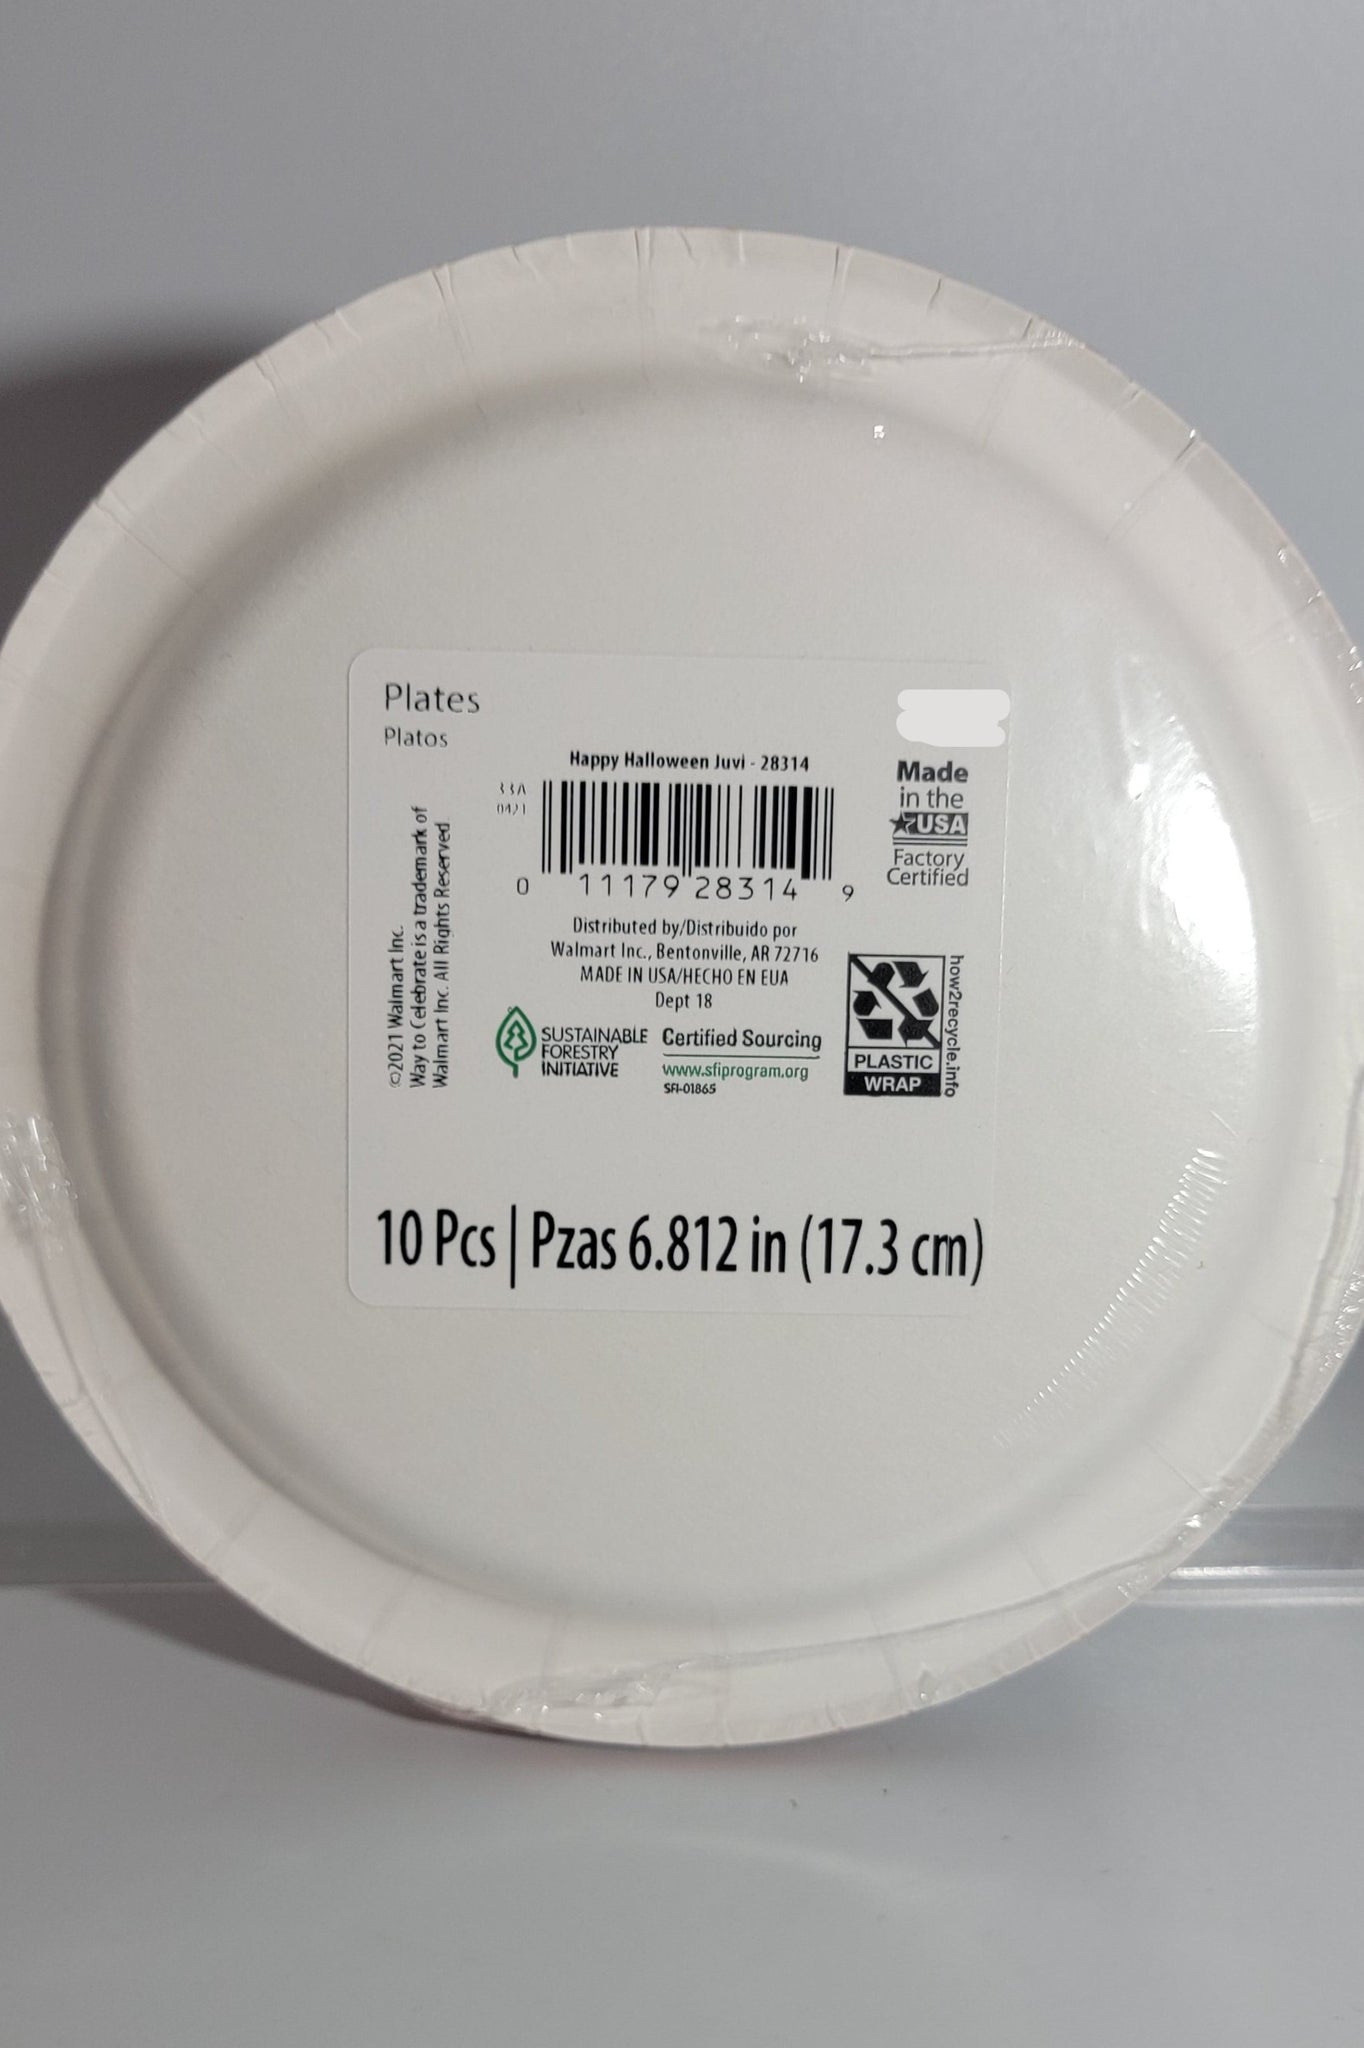 Plates
Platos
Happy Halloween Juvi - 28314
33A
0421
0 11179 28314 9
Made
in the
USA
Factory
Certified
Distributed by/Distribuido por
Walmart Inc., Bentonville, AR 72716
MADE IN USA/HECHO EN EUA
Dept 18
©2021 Walmart Inc.
Way to Celebrate is a trademark of
Walmart Inc. All Rights Reserved
SUSTAINABLE
FORESTRY
INITIATIVE
Certified Sourcing
www.sfiprogram.org
SFI-01865
PLASTIC
WRAP
how2recycle.info
10 Pcs | Pzas 6.812 in (17.3 cm)